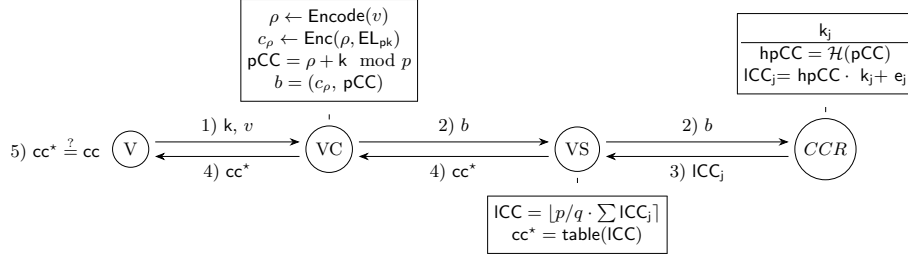 ρ ← Encode(v)
c_ρ ← Enc(ρ, EL_pk)
pCC = ρ + k mod p
b = (c_ρ, pCC)
k_j
hpCC = ℋ(pCC)
ICC_j = hpCC · k_j + e_j
5) cc* ≟ cc
V
1) k, v
4) cc*
VC
2) b
4) cc*
VS
2) b
3) ICC_j
CCR
ICC = ⌊p/q · ∑ ICC_j⌉
cc* = table(ICC)